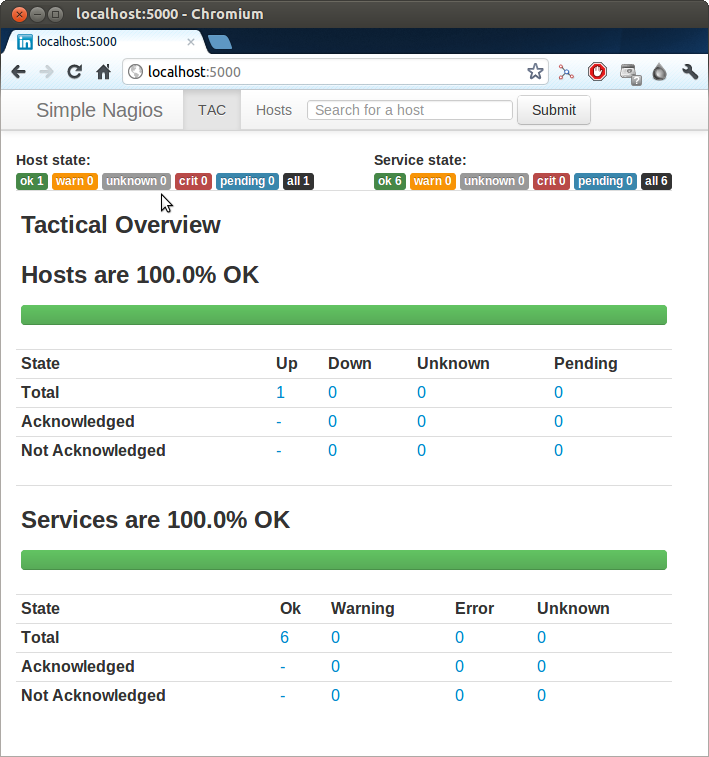 localhost:5000 - Chromium
localhost:5000
localhost:5000
Simple Nagios TAC Hosts Search for a host Submit
Host state: Service state:
ok 1 warn 0 unknown 0 crit 0 pending 0 all 1 ok 6 warn 0 unknown 0 crit 0 pending 0 all 6
Tactical Overview
Hosts are 100.0% OK
State Up Down Unknown Pending
Total 1 0 0 0
Acknowledged - 0 0 0
Not Acknowledged - 0 0 0
Services are 100.0% OK
State Ok Warning Error Unknown
Total 6 0 0 0
Acknowledged - 0 0 0
Not Acknowledged - 0 0 0